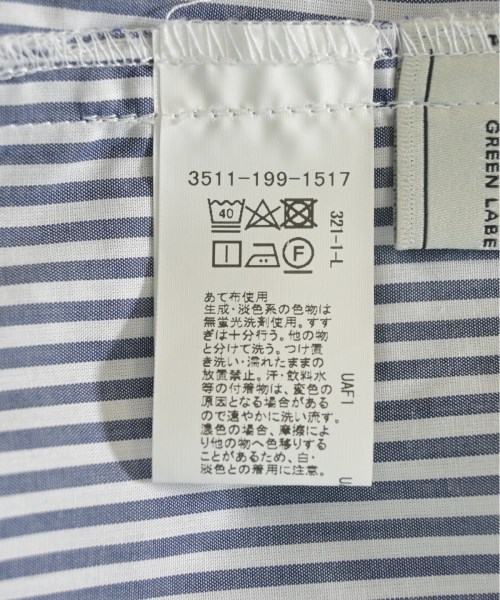 3511-199-1517
40
321-1-L
F
あて布使用
生成・淡色系の色物は
無蛍光洗剤使用。すす
ぎは十分行う。他の物
と分けて洗う。つけ置
き洗い・濡れたままの
放置禁止。汗・飲料水
等の付着物は、変色の
原因となる場合がある
ので速やかに洗い流す。
濃色の場合、摩擦によ
り他の物へ色移りする
ことがあるため、白・
淡色との着用に注意。
UAF1
U
GREEN LABE